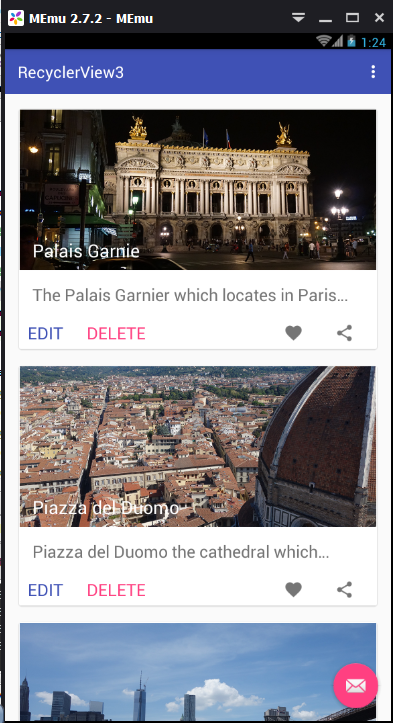 MEmu 2.7.2 - MEmu
1:24
RecyclerView3
Palais Garnie
The Palais Garnier which locates in Paris...
EDIT DELETE
Piazza del Duomo
Piazza del Duomo the cathedral which...
EDIT DELETE